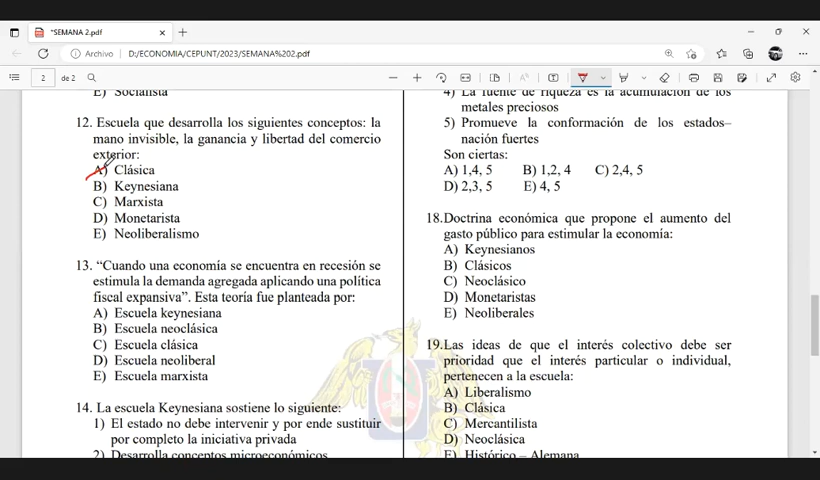 *SEMANA 2.pdf
Archivo
D:/ECONOMIA/CEPUNT/2023/SEMANA%202.pdf
2 de 2
E) Socialista
12. Escuela que desarrolla los siguientes conceptos: la
mano invisible, la ganancia y libertad del comercio
exterior:
A) Clásica
B) Keynesiana
C) Marxista
D) Monetarista
E) Neoliberalismo
13. “Cuando una economía se encuentra en recesión se
estimula la demanda agregada aplicando una política
fiscal expansiva”. Esta teoría fue planteada por:
A) Escuela keynesiana
B) Escuela neoclásica
C) Escuela clásica
D) Escuela neoliberal
E) Escuela marxista
14. La escuela Keynesiana sostiene lo siguiente:
1) El estado no debe intervenir y por ende sustituir
por completo la iniciativa privada
2) Desarrolla conceptos microeconómicos
4) La fuente de riqueza es la acumulación de los
metales preciosos
5) Promueve la conformación de los estados–
nación fuertes
Son ciertas:
A) 1,4, 5 B) 1,2, 4 C) 2,4, 5
D) 2,3, 5 E) 4, 5
18.Doctrina económica que propone el aumento del
gasto público para estimular la economía:
A) Keynesianos
B) Clásicos
C) Neoclásico
D) Monetaristas
E) Neoliberales
19.Las ideas de que el interés colectivo debe ser
prioridad que el interés particular o individual,
pertenecen a la escuela:
A) Liberalismo
B) Clásica
C) Mercantilista
D) Neoclásica
E) Histórico – Alemana